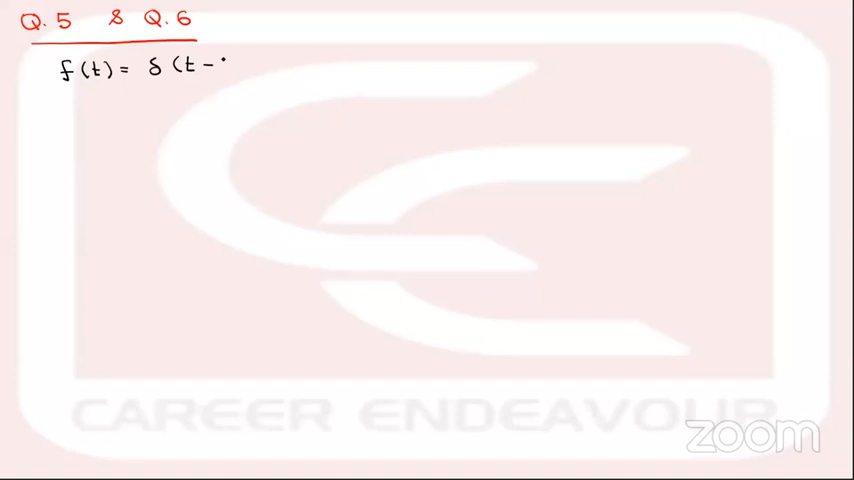 Q. 5 & Q. 6
f(t) = δ (t -
CAREER ENDEAVOUR
zoom